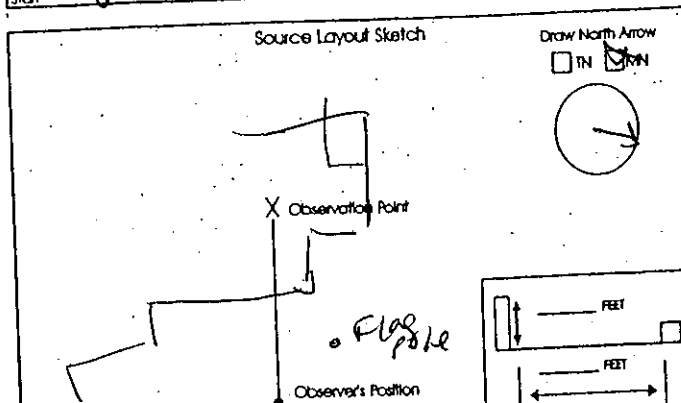 Source Layout Sketch
Draw North Arrow
TN MN
X Observation Point
Flag
pole
FEET
FEET
Observer's Position